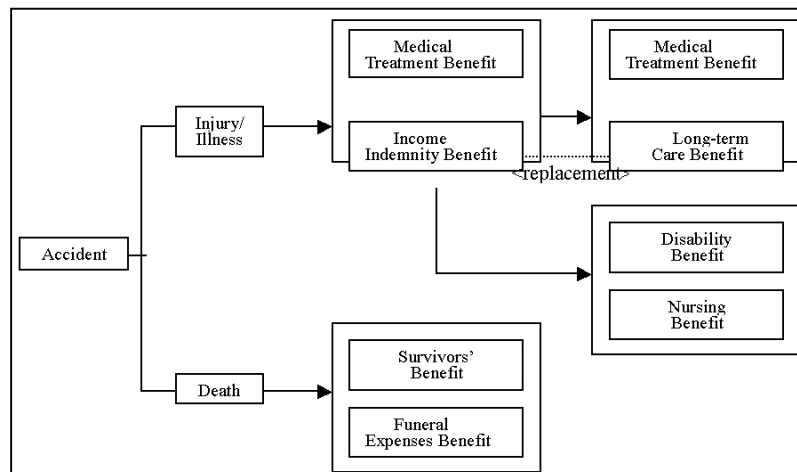 Medical
Treatment Benefit
Medical
Treatment Benefit
Injury/
Illness
Income
Indemnity Benefit
Long-term
Care Benefit
<replacement>
Accident
Disability
Benefit
Nursing
Benefit
Death
Survivors’
Benefit
Funeral
Expenses Benefit